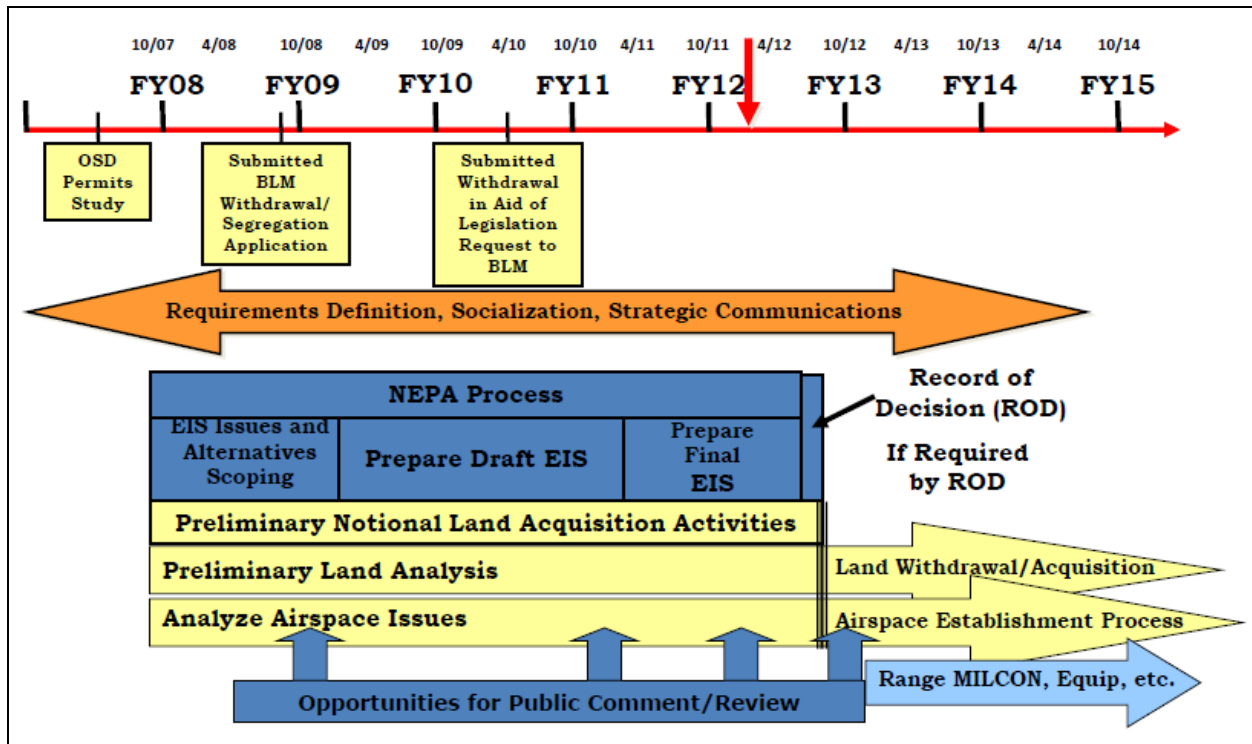 10/07 4/08 10/08 4/09 10/09 4/10 10/10 4/11 10/11 4/12 10/12 4/13 10/13 4/14 10/14
FY08 FY09 FY10 FY11 FY12 FY13 FY14 FY15
OSD
Permits
Study
Submitted
BLM
Withdrawal/
Segregation
Application
Submitted
Withdrawal
in Aid of
Legislation
Request to
BLM
Requirements Definition, Socialization, Strategic Communications
NEPA Process
EIS Issues and
Alternatives
Scoping
Prepare Draft EIS
Prepare
Final
EIS
Record of
Decision (ROD)
If Required
by ROD
Preliminary Notional Land Acquisition Activities
Preliminary Land Analysis
Land Withdrawal/Acquisition
Analyze Airspace Issues
Airspace Establishment Process
Range MILCON, Equip, etc.
Opportunities for Public Comment/Review